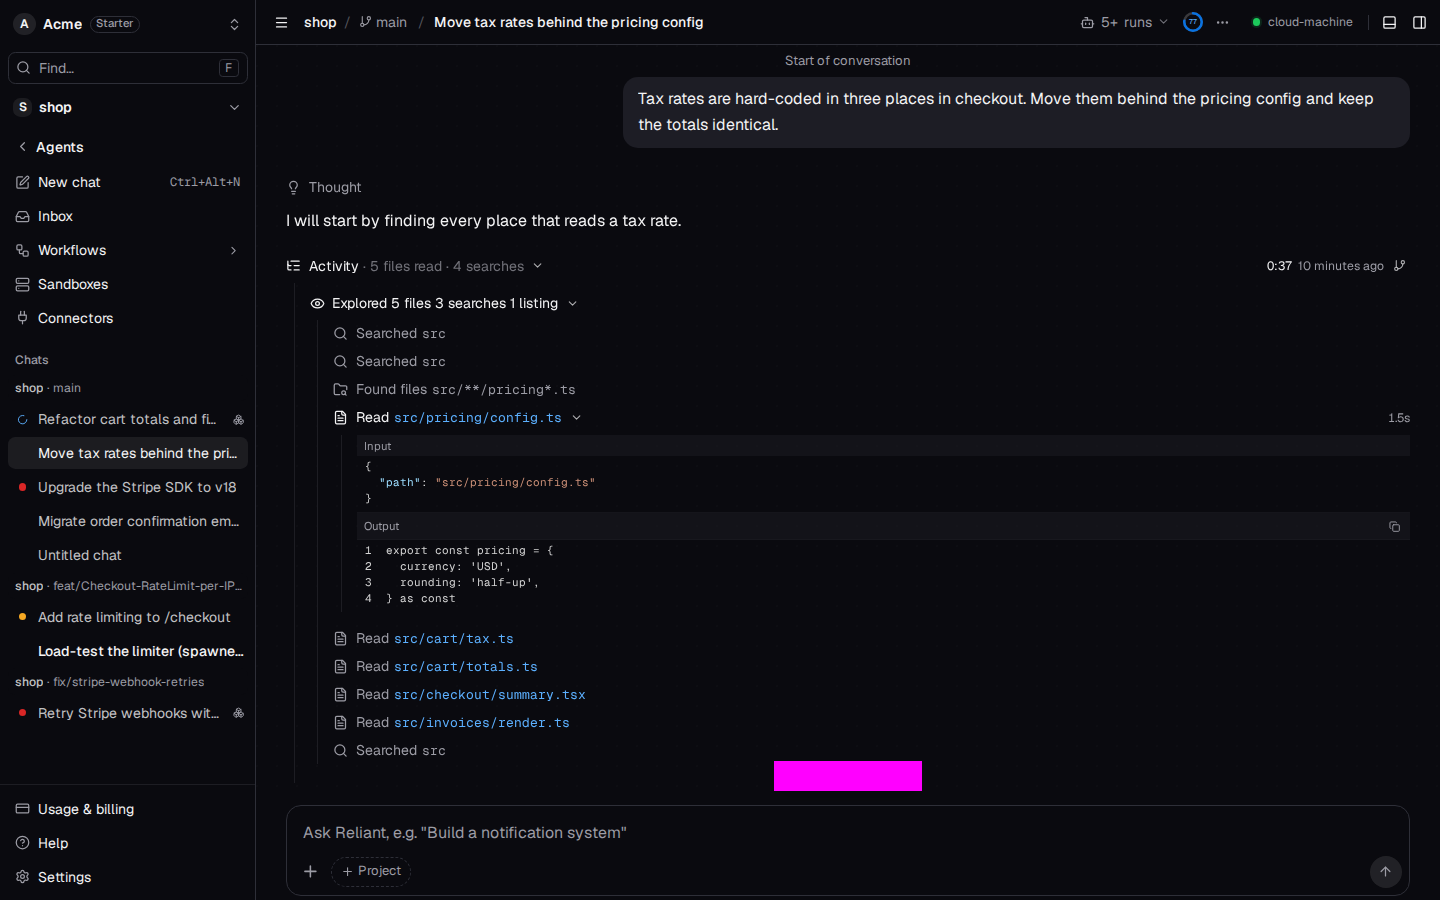 A Acme Starter
Find... F
S shop
Agents
New chat Ctrl+Alt+N
Inbox
Workflows
Sandboxes
Connectors
Chats
shop · main
Refactor cart totals and fi...
Move tax rates behind the pri...
Upgrade the Stripe SDK to v18
Migrate order confirmation em...
Untitled chat
shop · feat/Checkout-RateLimit-per-IP...
Add rate limiting to /checkout
Load-test the limiter (spawne...
shop · fix/stripe-webhook-retries
Retry Stripe webhooks wit...
Usage & billing
Help
Settings
shop / main / Move tax rates behind the pricing config
5+ runs 77 cloud-machine
Start of conversation
Tax rates are hard-coded in three places in checkout. Move them behind the pricing config and keep
the totals identical.
Thought
I will start by finding every place that reads a tax rate.
Activity · 5 files read · 4 searches 0:37 10 minutes ago
Explored 5 files 3 searches 1 listing
Searched src
Searched src
Found files src/**/pricing*.ts
Read src/pricing/config.ts 1.5s
Input
{
"path": "src/pricing/config.ts"
}
Output
1 export const pricing = {
2 currency: 'USD',
3 rounding: 'half-up',
4 } as const
Read src/cart/tax.ts
Read src/cart/totals.ts
Read src/checkout/summary.tsx
Read src/invoices/render.ts
Searched src
Ask Reliant, e.g. "Build a notification system"
+ Project